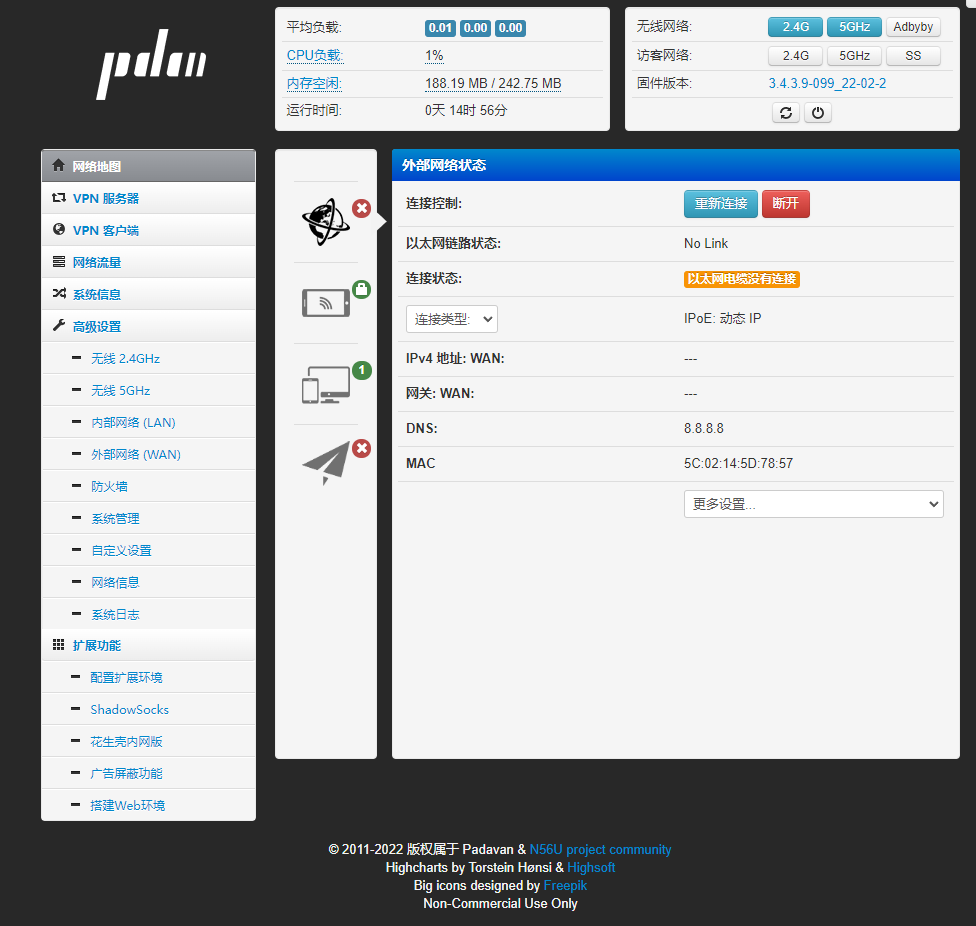 padavan
平均负载: 0.01 0.00 0.00
CPU负载: 1%
内存空闲: 188.19 MB / 242.75 MB
运行时间: 0天 14时 56分
无线网络: 2.4G 5GHz Adbyby
访客网络: 2.4G 5GHz SS
固件版本: 3.4.3.9-099_22-02-2
网络地图
VPN 服务器
VPN 客户端
网络流量
系统信息
高级设置
无线 2.4GHz
无线 5GHz
内部网络 (LAN)
外部网络 (WAN)
防火墙
系统管理
自定义设置
网络信息
系统日志
扩展功能
配置扩展环境
ShadowSocks
花生壳内网版
广告屏蔽功能
搭建Web环境
1
外部网络状态
连接控制: 重新连接 断开
以太网链路状态: No Link
连接状态: 以太网电缆没有连接
连接类型: IPoE: 动态 IP
IPv4 地址: WAN: ---
网关: WAN: ---
DNS: 8.8.8.8
MAC 5C:02:14:5D:78:57
更多设置...
© 2011-2022 版权属于 Padavan & N56U project community
Highcharts by Torstein Hønsi & Highsoft
Big icons designed by Freepik
Non-Commercial Use Only